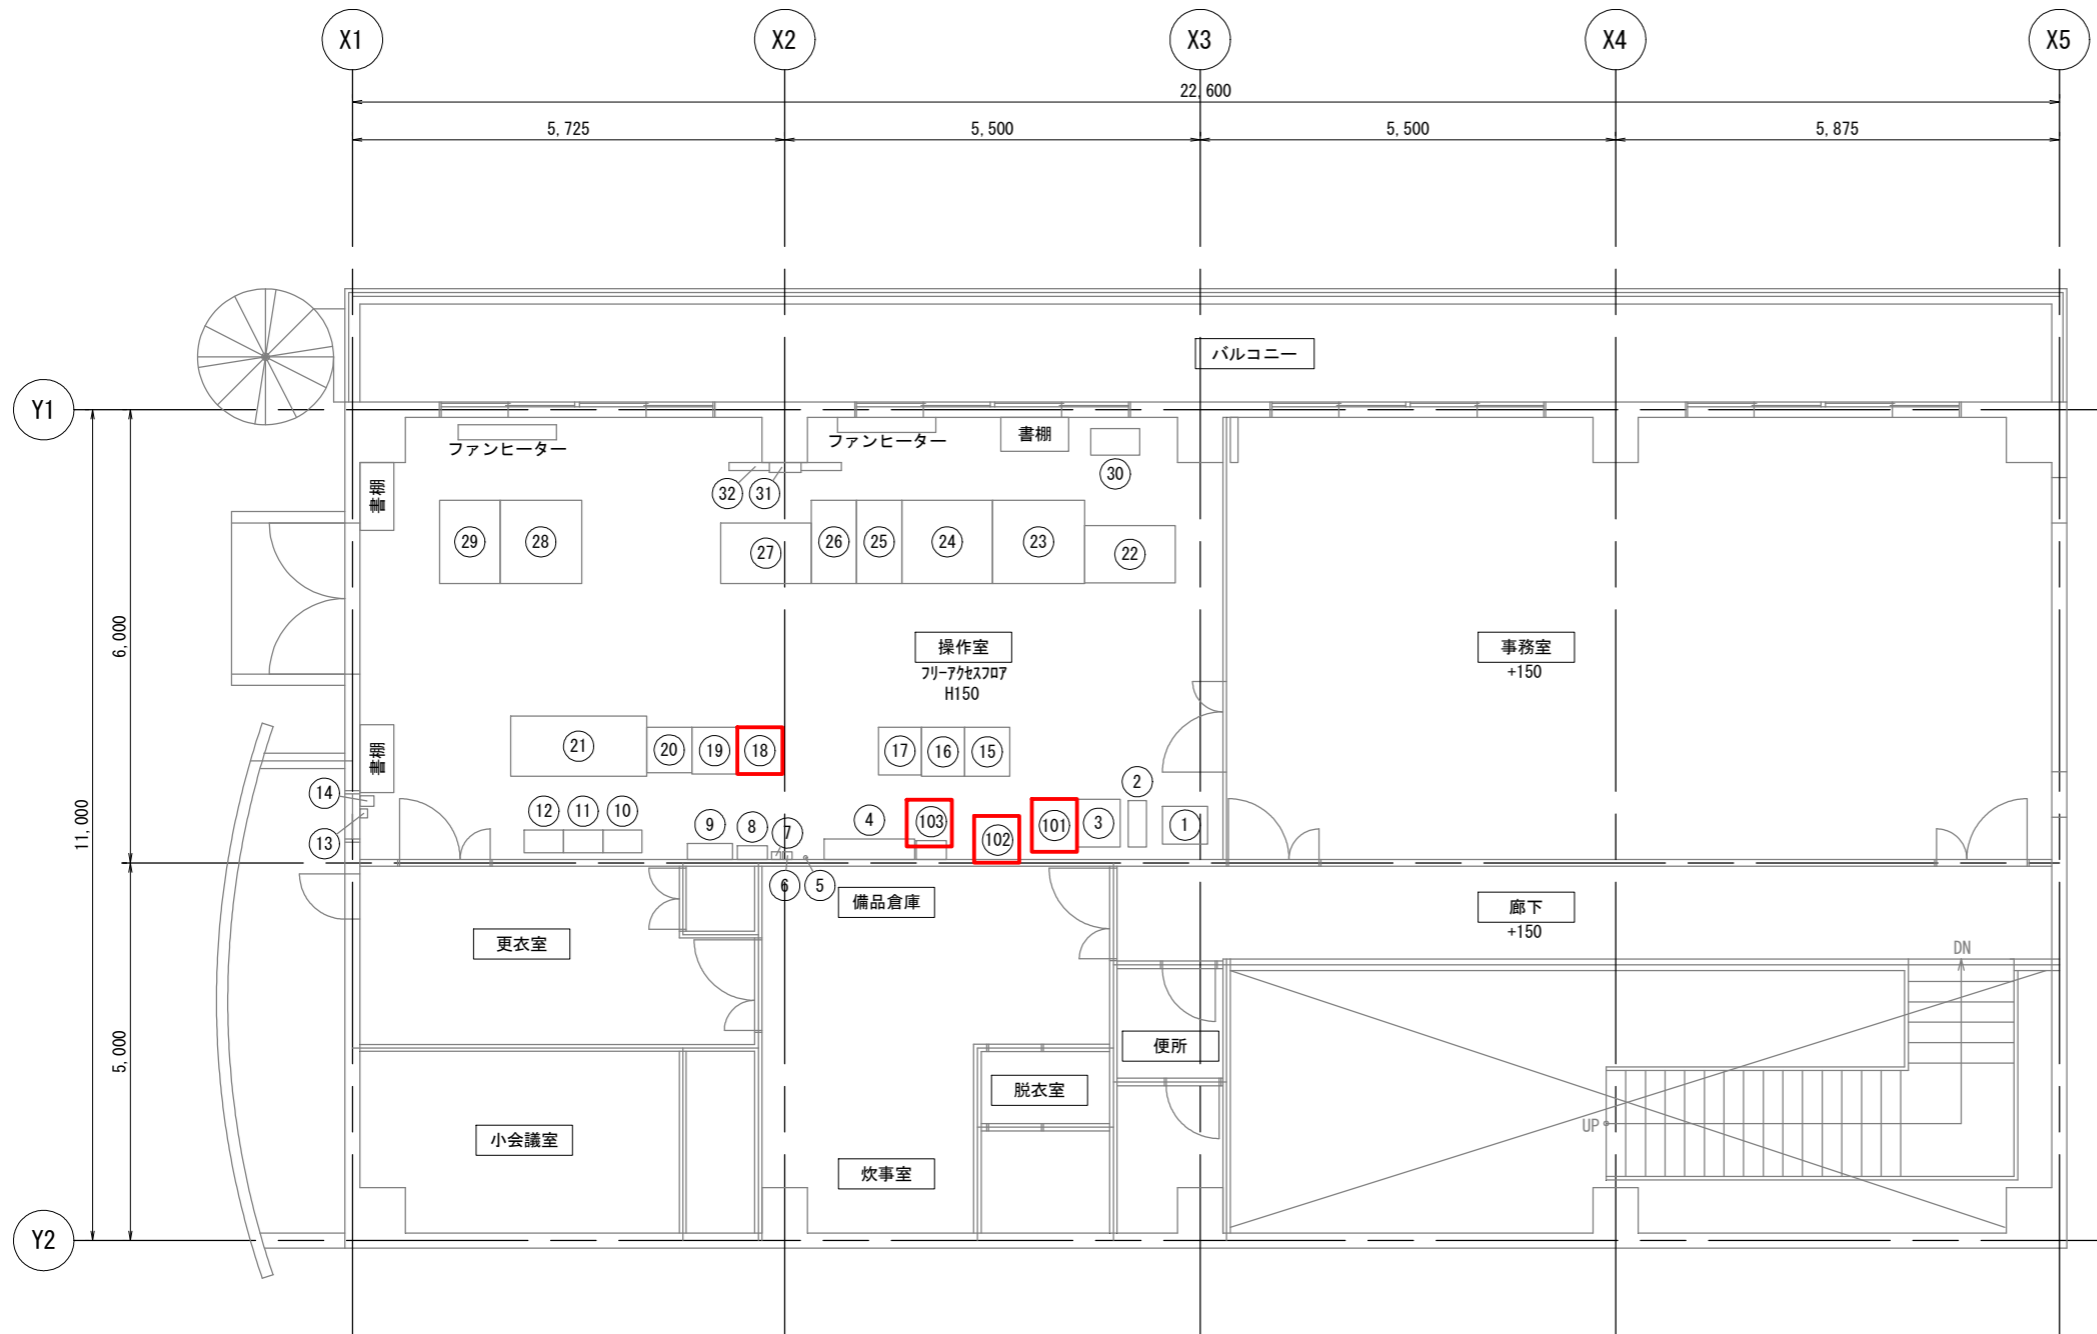 X1 X2 X3 X4 X5
22,600
5,725 5,500 5,500 5,875
バルコニー
Y1
ファンヒーター ファンヒーター 書棚
書棚 32 31 30
29 28 27 26 25 24 23 22
6,000
操作室 事務室
フリーアクセスフロア +150
H150
21 20 19 18 17 16 15
書棚
11,000
14 2
12 11 10 9 8 7 4 103 102 101 3 1
13
6 5
備品倉庫 廊下
+150
更衣室
DN
5,000
便所
脱衣室
UP
小会議室
炊事室
Y2